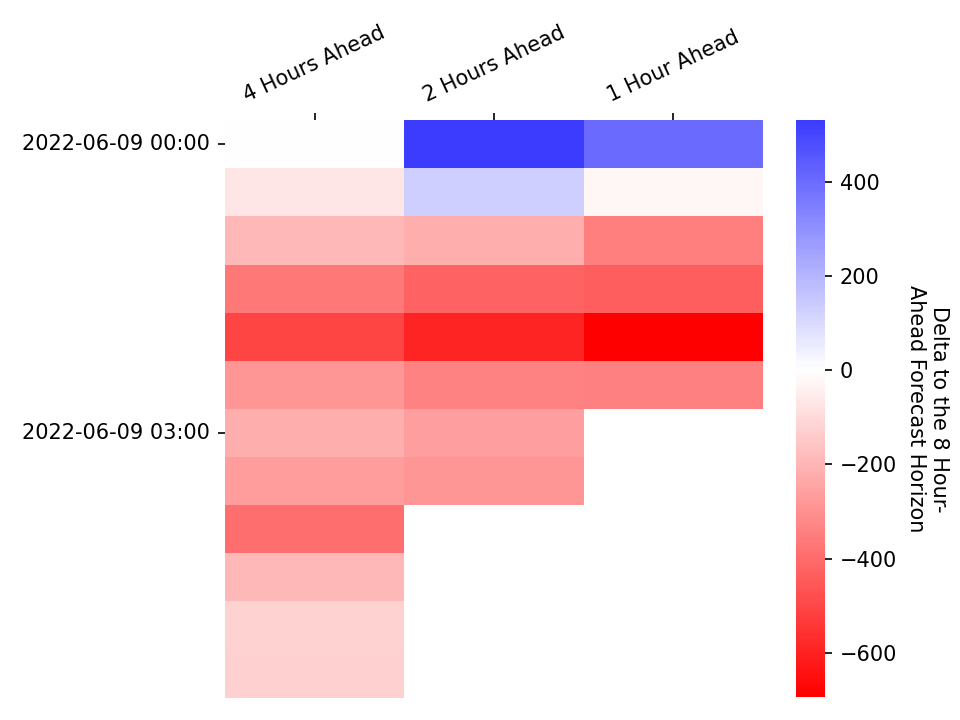 4 Hours Ahead
2 Hours Ahead
1 Hour Ahead
2022-06-09 00:00
2022-06-09 03:00
400
200
0
−200
−400
−600
Delta to the 8 Hour-
Ahead Forecast Horizon